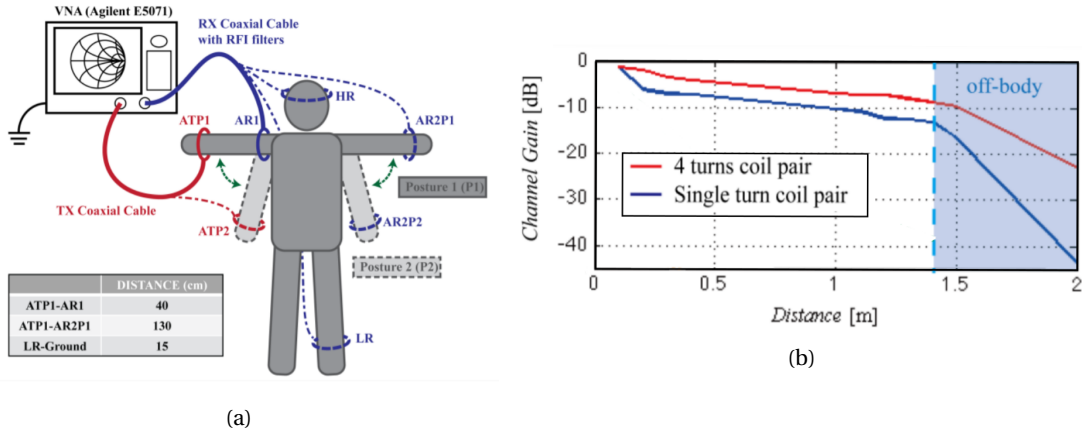 VNA (Agilent E5071)
RX Coaxial Cable
with RFI filters
HR
ATP1
AR1
AR2P1
Posture 1 (P1)
TX Coaxial Cable
ATP2
AR2P2
Posture 2 (P2)
DISTANCE (cm)
ATP1-AR1 40
ATP1-AR2P1 130
LR-Ground 15
LR
(a)
Channel Gain [dB]
0
-10
-20
-30
-40
off-body
4 turns coil pair
Single turn coil pair
0 0.5 1 1.5 2
Distance [m]
(b)